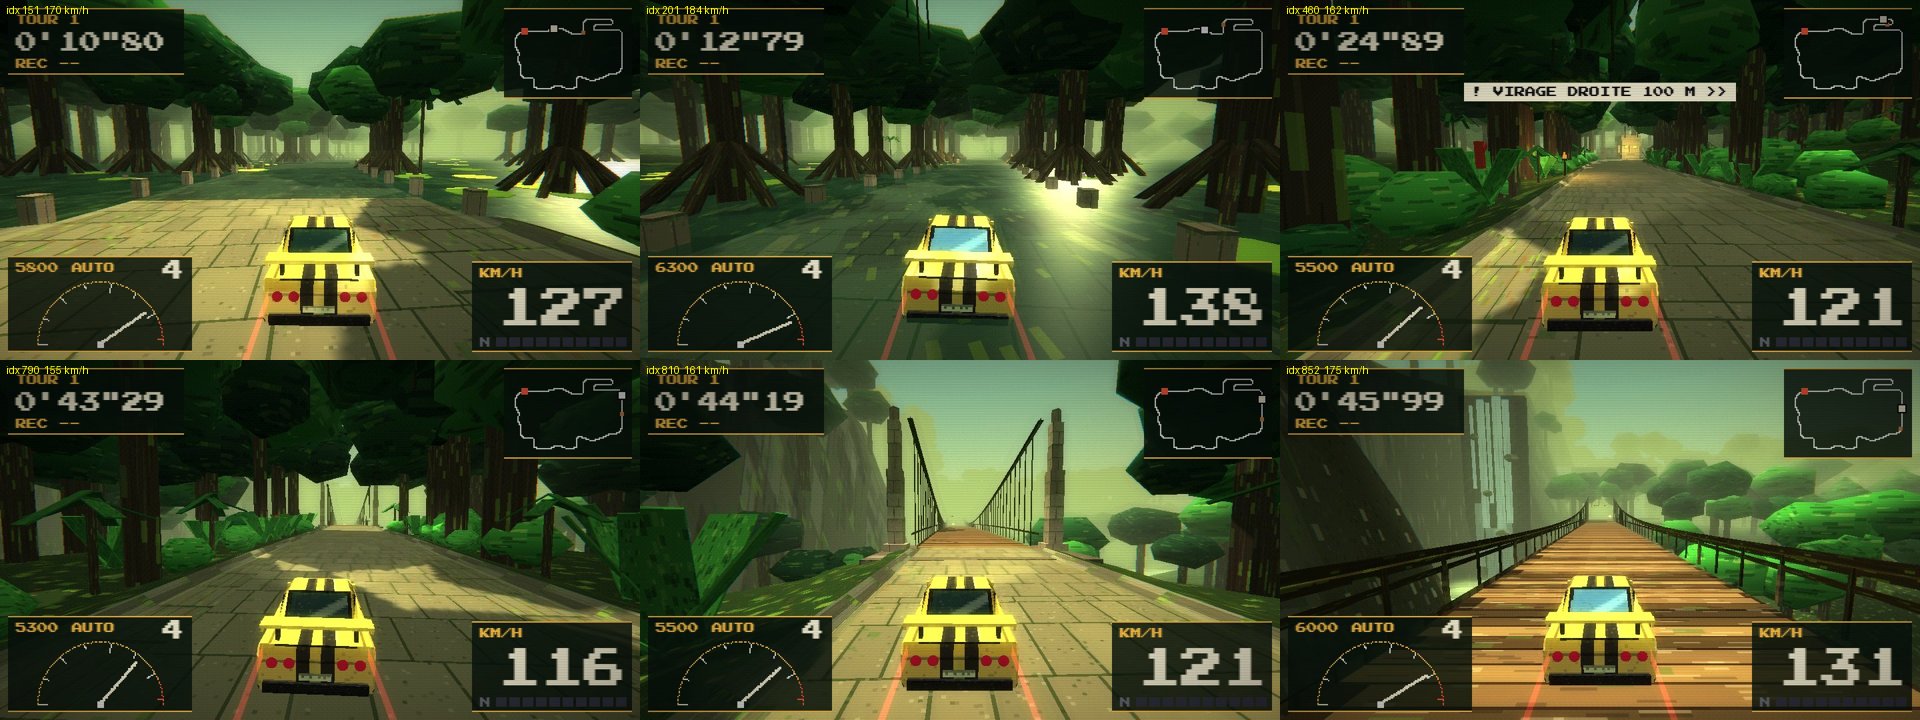 idx 151 170 km/h
TOUR 1
0'10"80
REC --
5800 AUTO 4
KM/H
127
N
idx 201 184 km/h
TOUR 1
0'12"79
REC --
6300 AUTO 4
KM/H
138
N
idx 460 162 km/h
TOUR 1
0'24"89
REC --
! VIRAGE DROITE 100 M >>
5500 AUTO 4
KM/H
121
N
idx 790 155 km/h
TOUR 1
0'43"29
REC --
5300 AUTO 4
KM/H
116
N
idx 810 161 km/h
TOUR 1
0'44"19
REC --
5500 AUTO 4
KM/H
121
N
idx 852 175 km/h
TOUR 1
0'45"99
REC --
6000 AUTO 4
KM/H
131
N